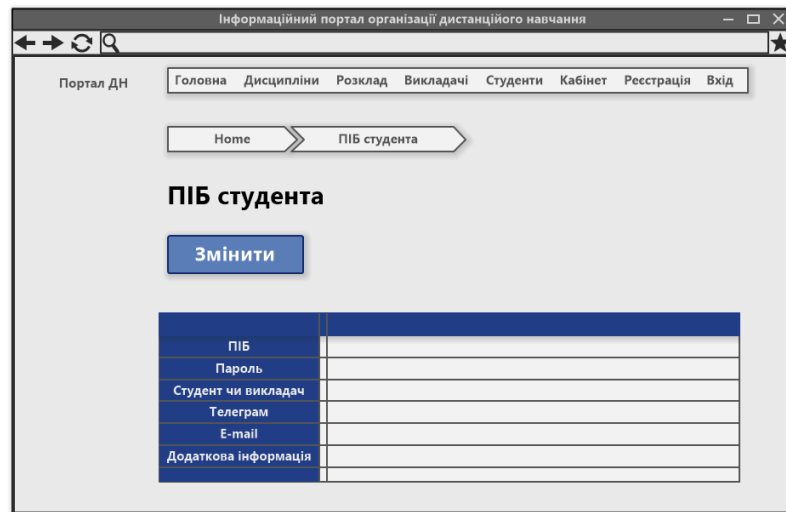 Інформаційний портал організації дистанційого навчання
Портал ДН
Головна Дисципліни Розклад Викладачі Студенти Кабінет Реєстрація Вхід
Home ПІБ студента
ПІБ студента
Змінити
ПІБ
Пароль
Студент чи викладач
Телеграм
E-mail
Додаткова інформація